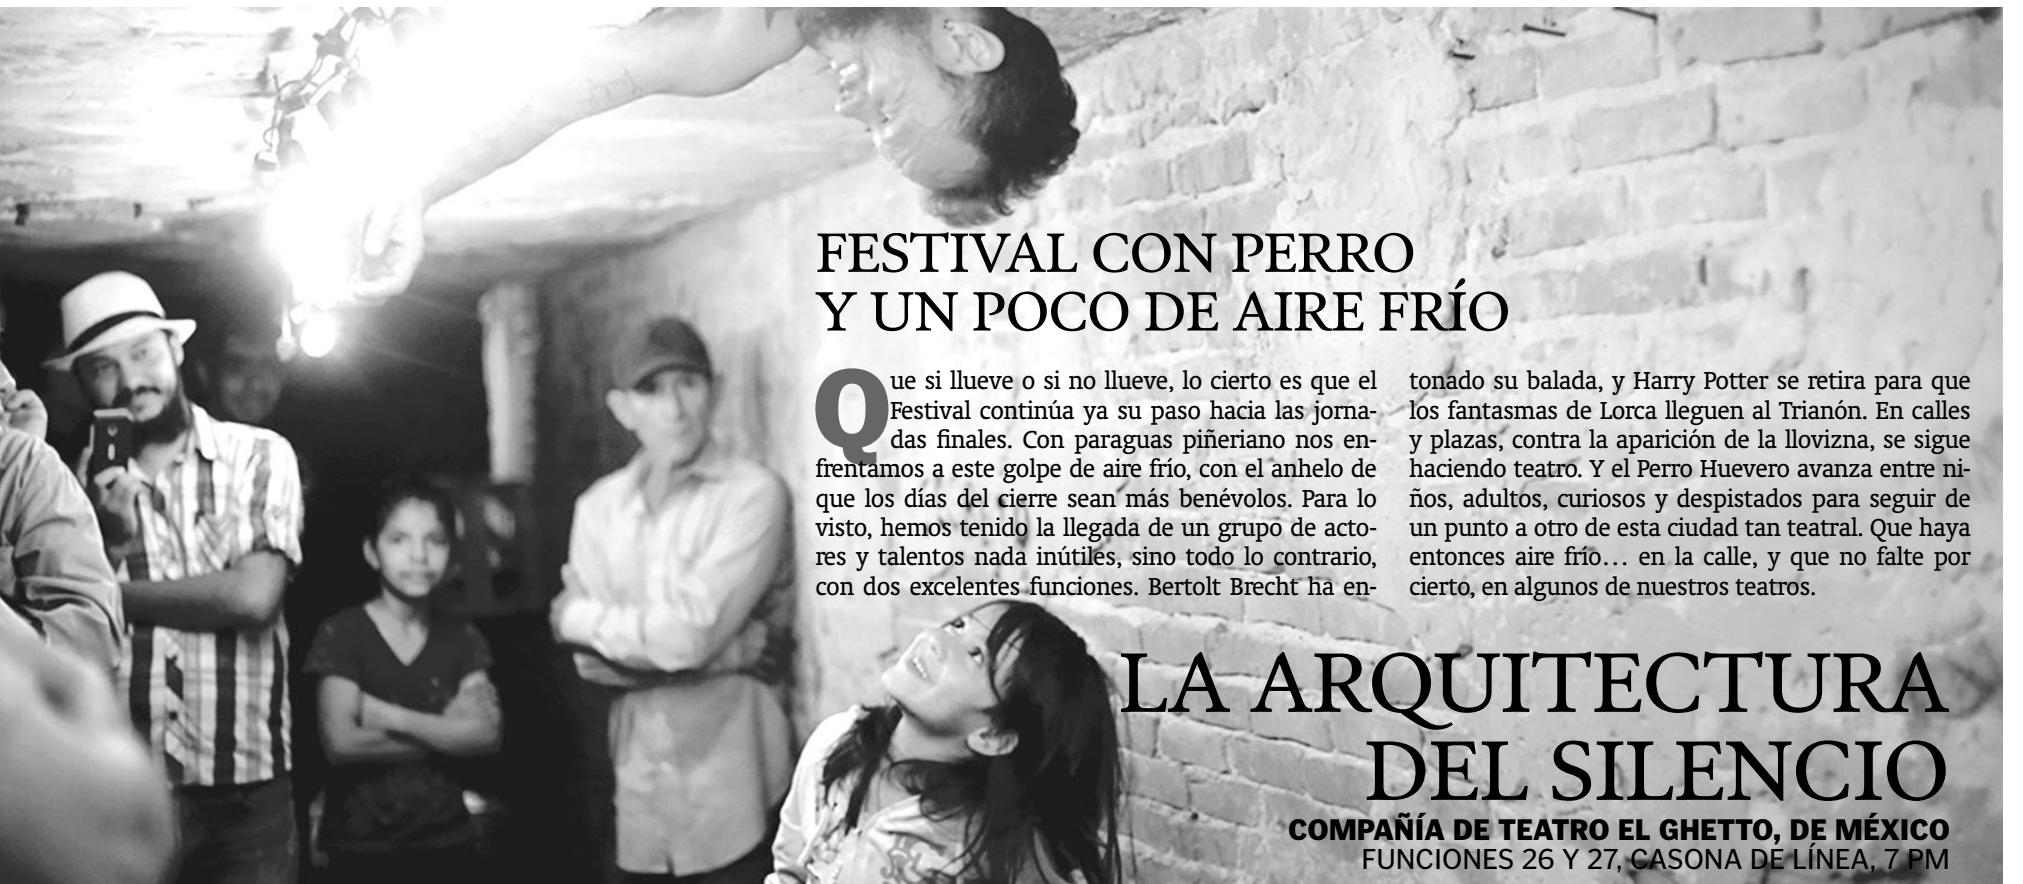 FESTIVAL CON PERRO
Y UN POCO DE AIRE FRÍO
Que si llueve o si no llueve, lo cierto es que el
Festival continúa ya su paso hacia las jorna-
das finales. Con paraguas piñeriano nos en-
frentamos a este golpe de aire frío, con el anhelo de
que los días del cierre sean más benévolos. Para lo
visto, hemos tenido la llegada de un grupo de acto-
res y talentos nada inútiles, sino todo lo contrario,
con dos excelentes funciones. Bertolt Brecht ha en-
tonado su balada, y Harry Potter se retira para que
los fantasmas de Lorca lleguen al Trianón. En calles
y plazas, contra la aparición de la llovizna, se sigue
haciendo teatro. Y el Perro Huevero avanza entre ni-
ños, adultos, curiosos y despistados para seguir de
un punto a otro de esta ciudad tan teatral. Que haya
entonces aire frío… en la calle, y que no falte por
cierto, en algunos de nuestros teatros.
LA ARQUITECTURA
DEL SILENCIO
COMPAÑÍA DE TEATRO EL GHETTO, DE MÉXICO
FUNCIONES 26 Y 27, CASONA DE LÍNEA, 7 PM